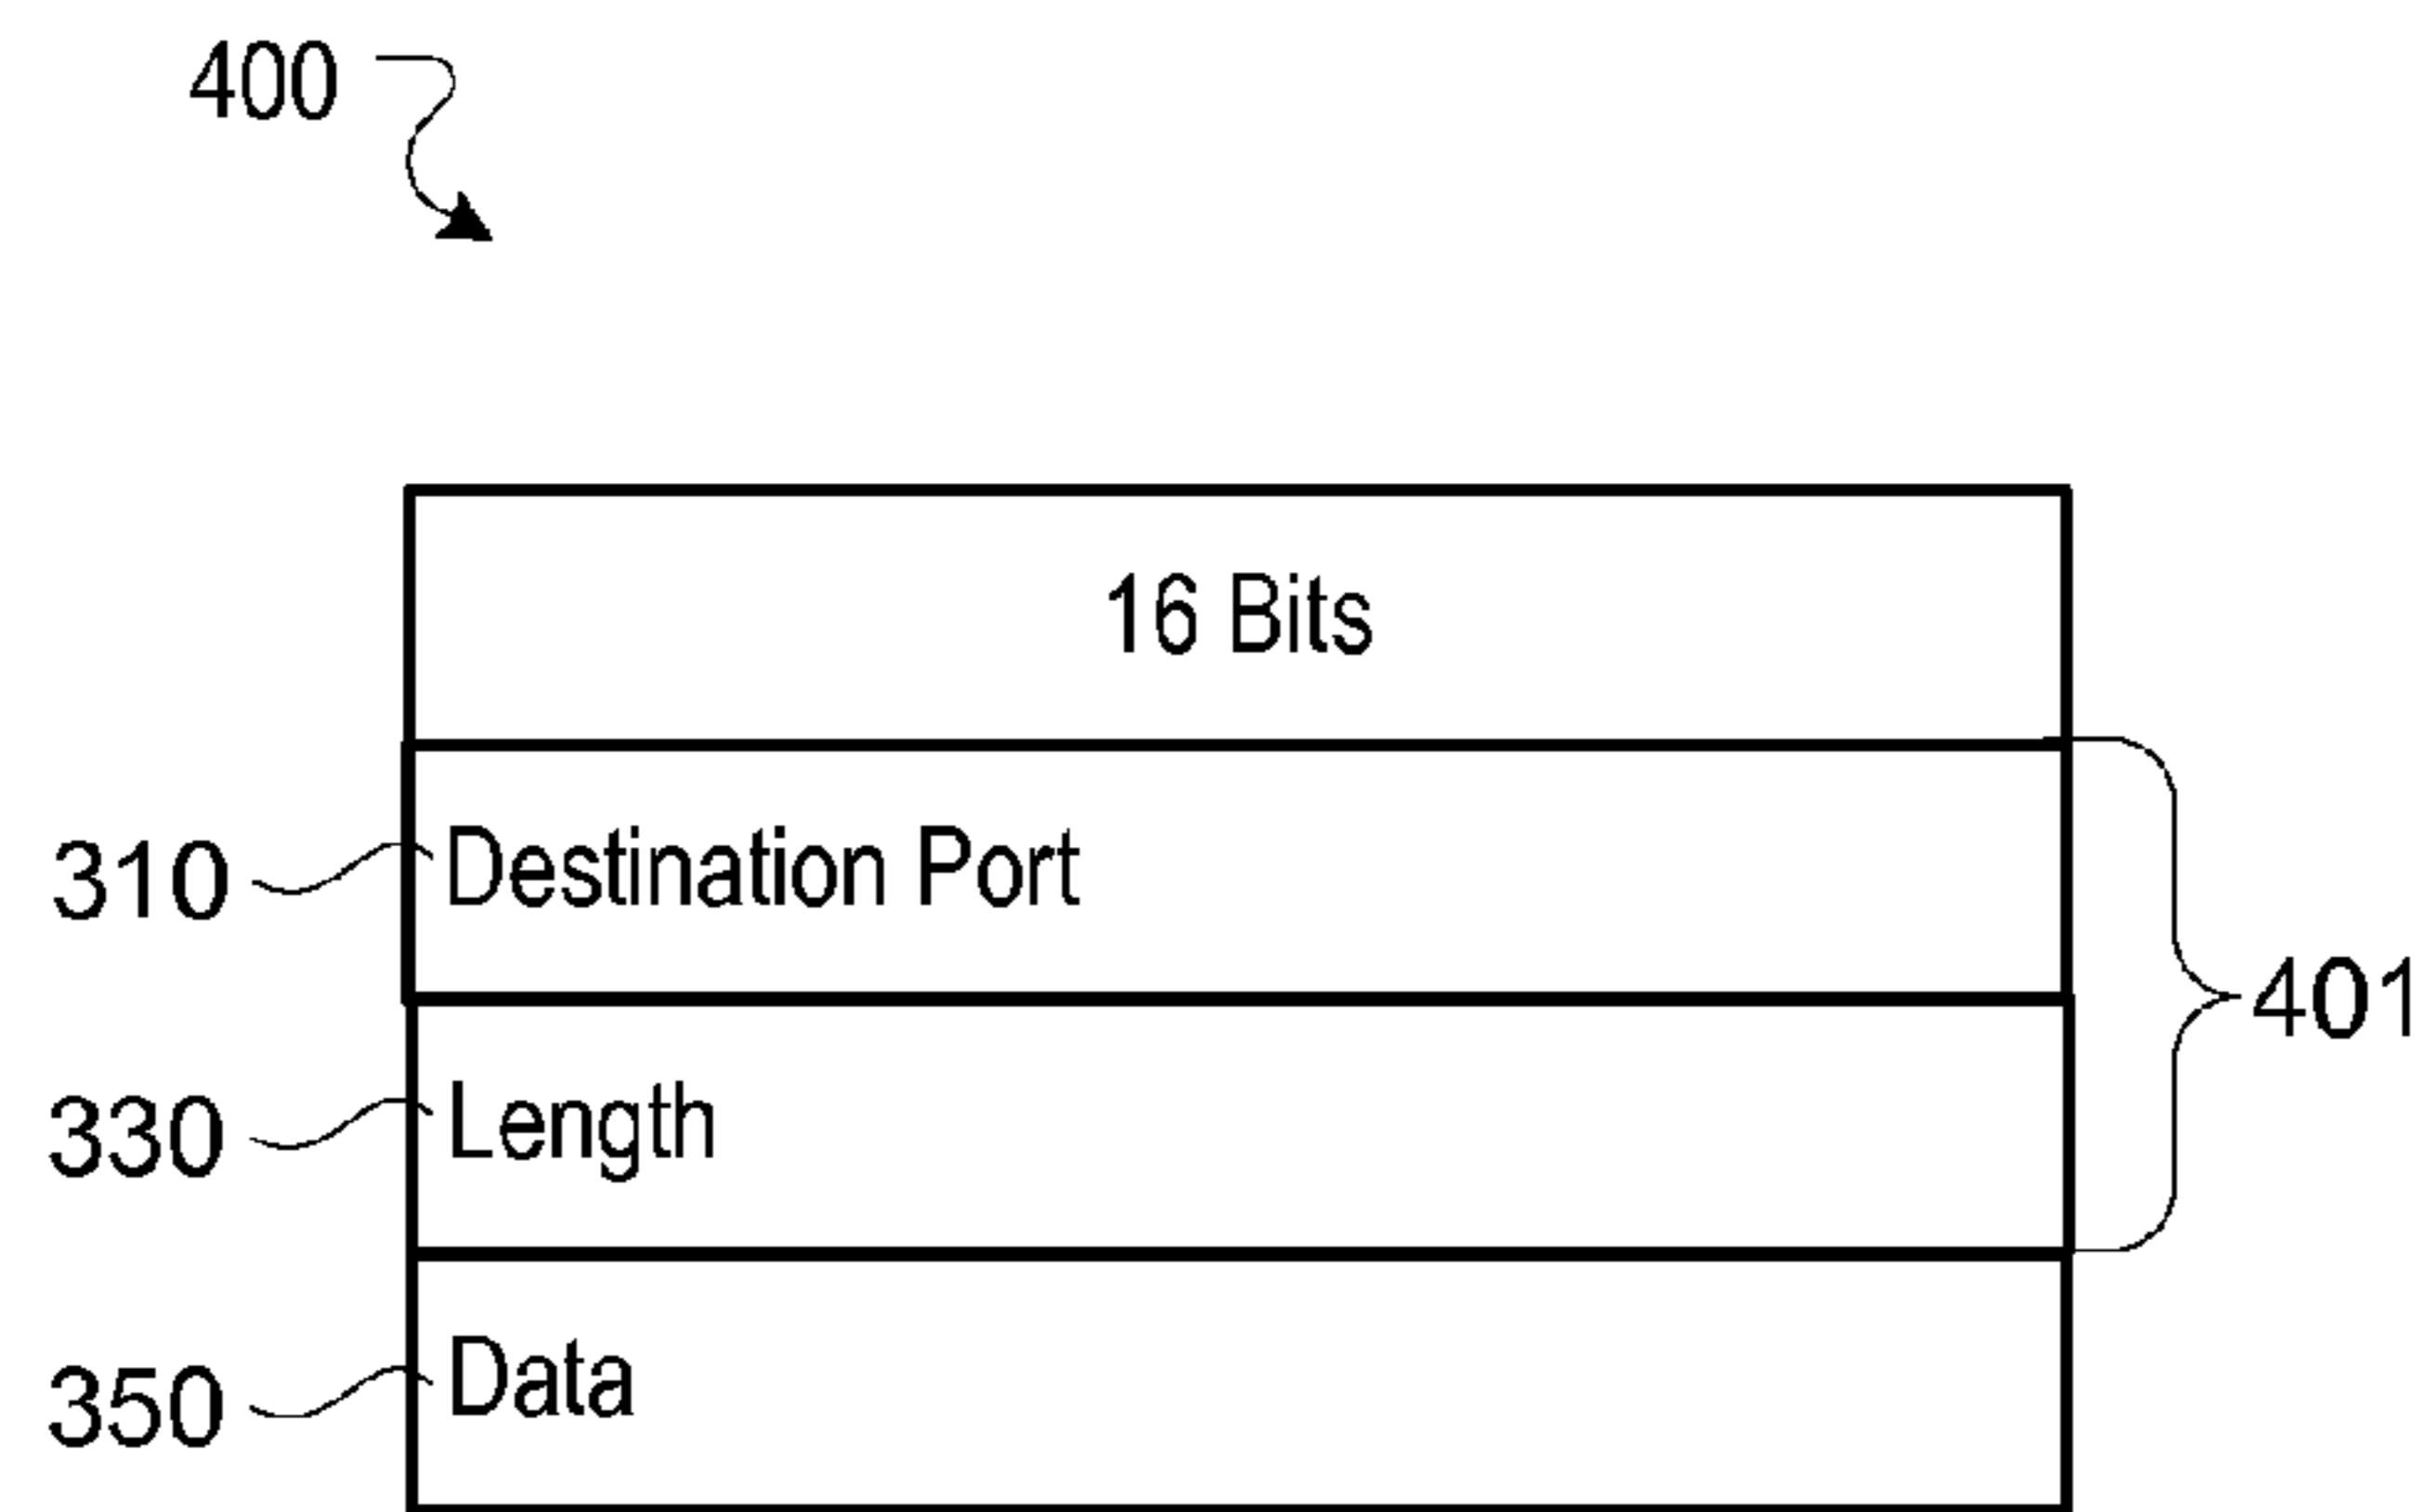 400
16 Bits
310 Destination Port
401
330 Length
350 Data